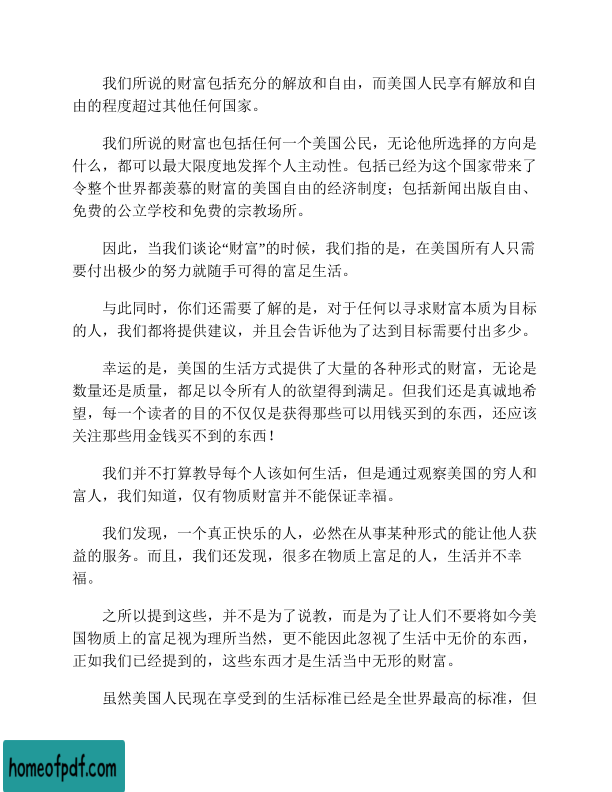 我们所说的财富包括充分的解放和自由，而美国人民享有解放和自
由的程度超过其他任何国家。
我们所说的财富也包括任何一个美国公民，无论他所选择的方向是
什么，都可以最大限度地发挥个人主动性。包括已经为这个国家带来了
令整个世界都羡慕的财富的美国自由的经济制度；包括新闻出版自由、
免费的公立学校和免费的宗教场所。
因此，当我们谈论“财富”的时候，我们指的是，在美国所有人只需
要付出极少的努力就随手可得的富足生活。
与此同时，你们还需要了解的是，对于任何以寻求财富本质为目标
的人，我们都将提供建议，并且会告诉他为了达到目标需要付出多少。
幸运的是，美国的生活方式提供了大量的各种形式的财富，无论是
数量还是质量，都足以令所有人的欲望得到满足。但我们还是真诚地希
望，每一个读者的目的不仅仅是获得那些可以用钱买到的东西，还应该
关注那些用金钱买不到的东西！
我们并不打算教导每个人该如何生活，但是通过观察美国的穷人和
富人，我们知道，仅有物质财富并不能保证幸福。
我们发现，一个真正快乐的人，必然在从事某种形式的能让他人获
益的服务。而且，我们还发现，很多在物质上富足的人，生活并不幸
福。
之所以提到这些，并不是为了说教，而是为了让人们不要将如今美
国物质上的富足视为理所当然，更不能因此忽视了生活中无价的东西，
正如我们已经提到的，这些东西才是生活当中无形的财富。
虽然美国人民现在享受到的生活标准已经是全世界最高的标准，但
homeofpdf.com